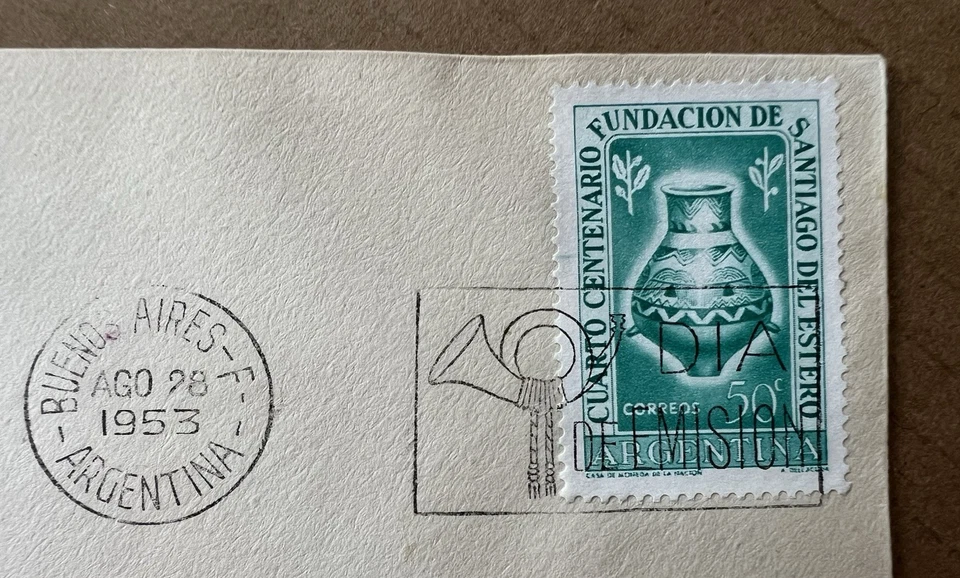 BUENOS AIRES - F -
AGO 28
1953
- ARGENTINA -
CUARTO CENTENARIO FUNDACION DE SANTIAGO DEL ESTERO
DIA
DE EMISION
CORREOS 50c
ARGENTINA
CASA DE MONEDA DE LA NACION